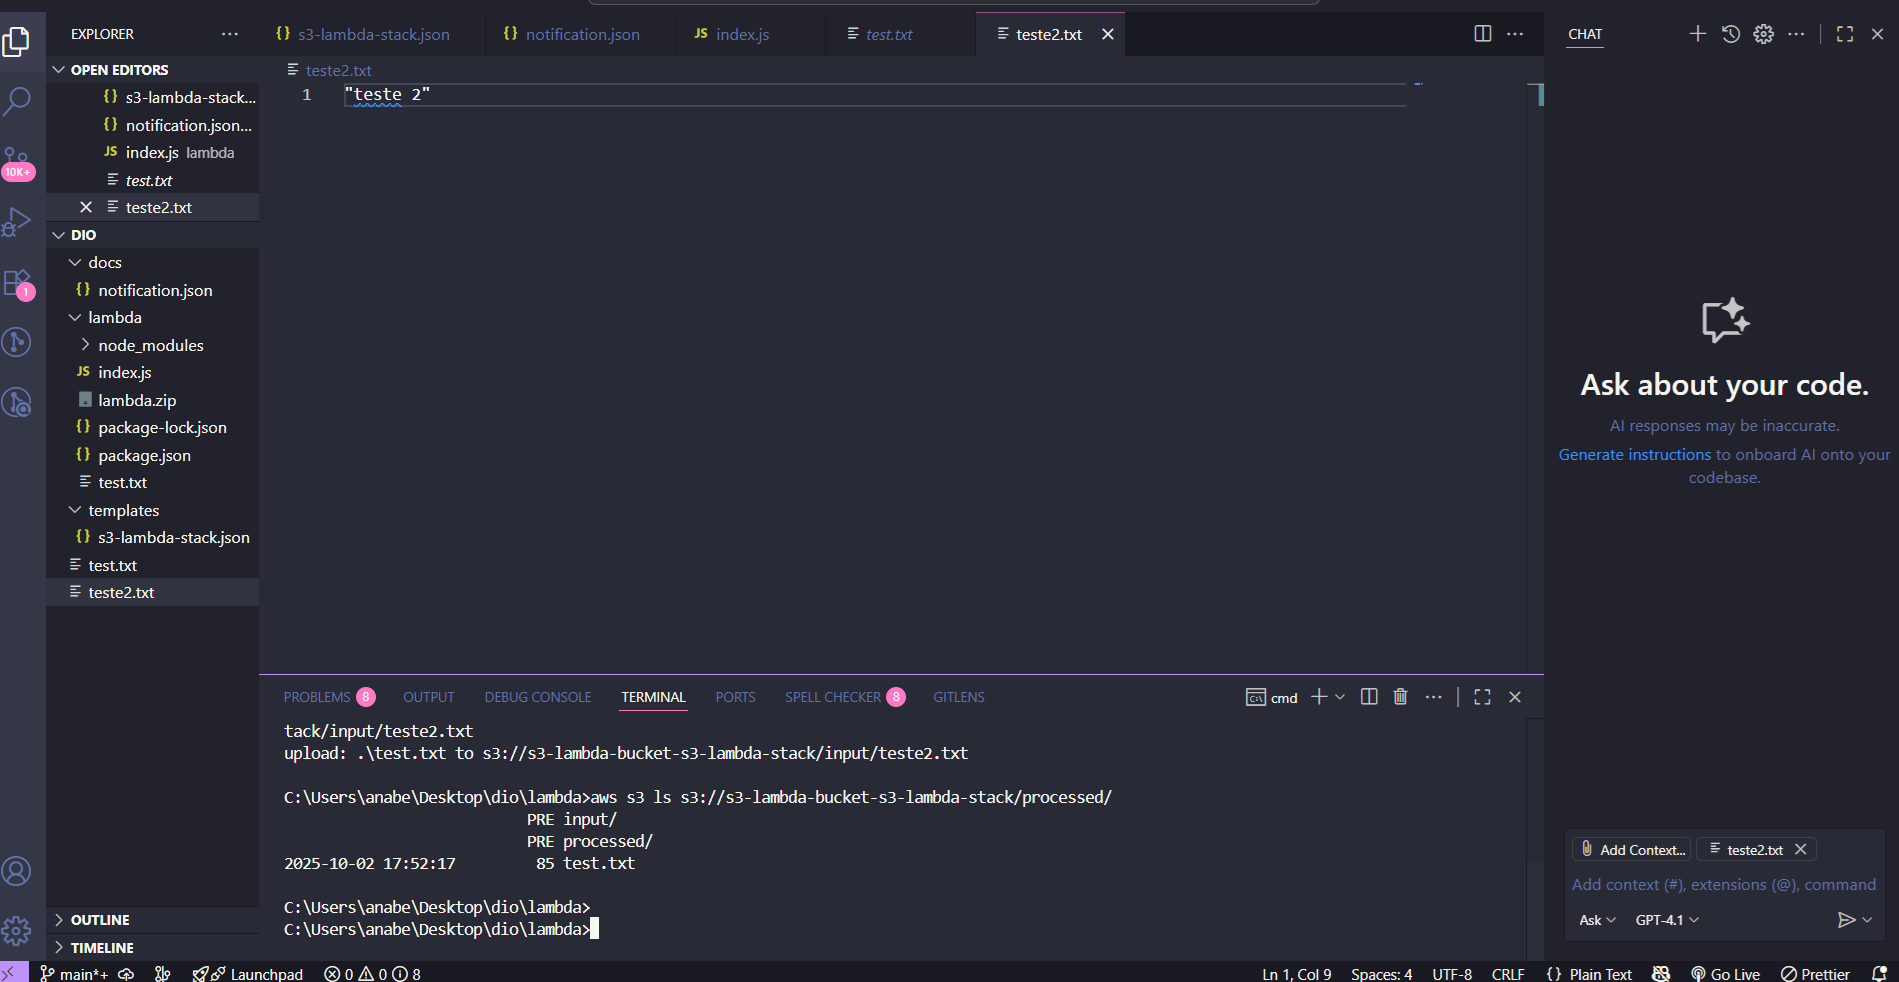 EXPLORER
OPEN EDITORS
s3-lambda-stack...
notification.json...
index.js lambda
test.txt
teste2.txt
DIO
docs
notification.json
lambda
node_modules
index.js
lambda.zip
package-lock.json
package.json
test.txt
templates
s3-lambda-stack.json
test.txt
teste2.txt
OUTLINE
TIMELINE
10K+
1
s3-lambda-stack.json
notification.json
index.js
test.txt
teste2.txt
teste2.txt
1 "teste 2"
PROBLEMS 8 OUTPUT DEBUG CONSOLE TERMINAL PORTS SPELL CHECKER 8 GITLENS
cmd
tack/input/teste2.txt
upload: .\test.txt to s3://s3-lambda-bucket-s3-lambda-stack/input/teste2.txt
C:\Users\anabe\Desktop\dio\lambda>aws s3 ls s3://s3-lambda-bucket-s3-lambda-stack/processed/
PRE input/
PRE processed/
2025-10-02 17:52:17 85 test.txt
C:\Users\anabe\Desktop\dio\lambda>
C:\Users\anabe\Desktop\dio\lambda>
CHAT
Ask about your code.
AI responses may be inaccurate.
Generate instructions to onboard AI onto your
codebase.
Add Context...
teste2.txt
Add context (#), extensions (@), command
Ask
GPT-4.1
main*+
Launchpad
0 0 8
Ln 1, Col 9
Spaces: 4
UTF-8
CRLF
{} Plain Text
Go Live
Prettier